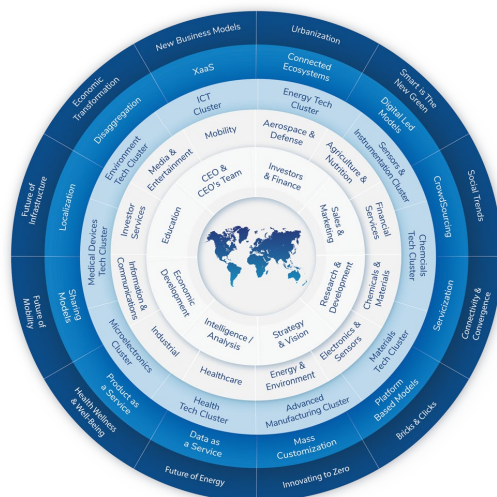 New Business Models
Urbanization
Smart is The
New Green
Social Trends
Connectivity &
Convergence
Bricks & Clicks
Innovating to Zero
Future of Energy
Health Wellness
& Well-Being
Future of
Mobility
Future of
Infrastructure
Economic
Transformation
XaaS
Connected
Ecosystems
Digital Led
Models
CrowdSourcing
Servicization
Platform
Based Models
Mass
Customization
Data as
a Service
Product as
a Service
Sharing
Models
Localization
Disaggregation
ICT
Cluster
Energy Tech
Cluster
Sensors &
Instrumentation Cluster
Chemcials
Tech Cluster
Materials
Tech Cluster
Advanced
Manufacturing Cluster
Health
Tech Cluster
Microelectronics
Cluster
Medical Devices
Tech Cluster
Environment
Tech Cluster
Mobility
Aerospace &
Defense
Agriculture &
Nutrition
Financial
Services
Chemicals &
Materials
Electronics &
Sensors
Energy &
Environment
Healthcare
Industrial
Information &
Communications
Investor
Services
Media &
Entertainment
CEO &
CEO's Team
Investors
& Finance
Sales &
Marketing
Research &
Development
Strategy
& Vision
Intelligence /
Analysis
Economic
Development
Education